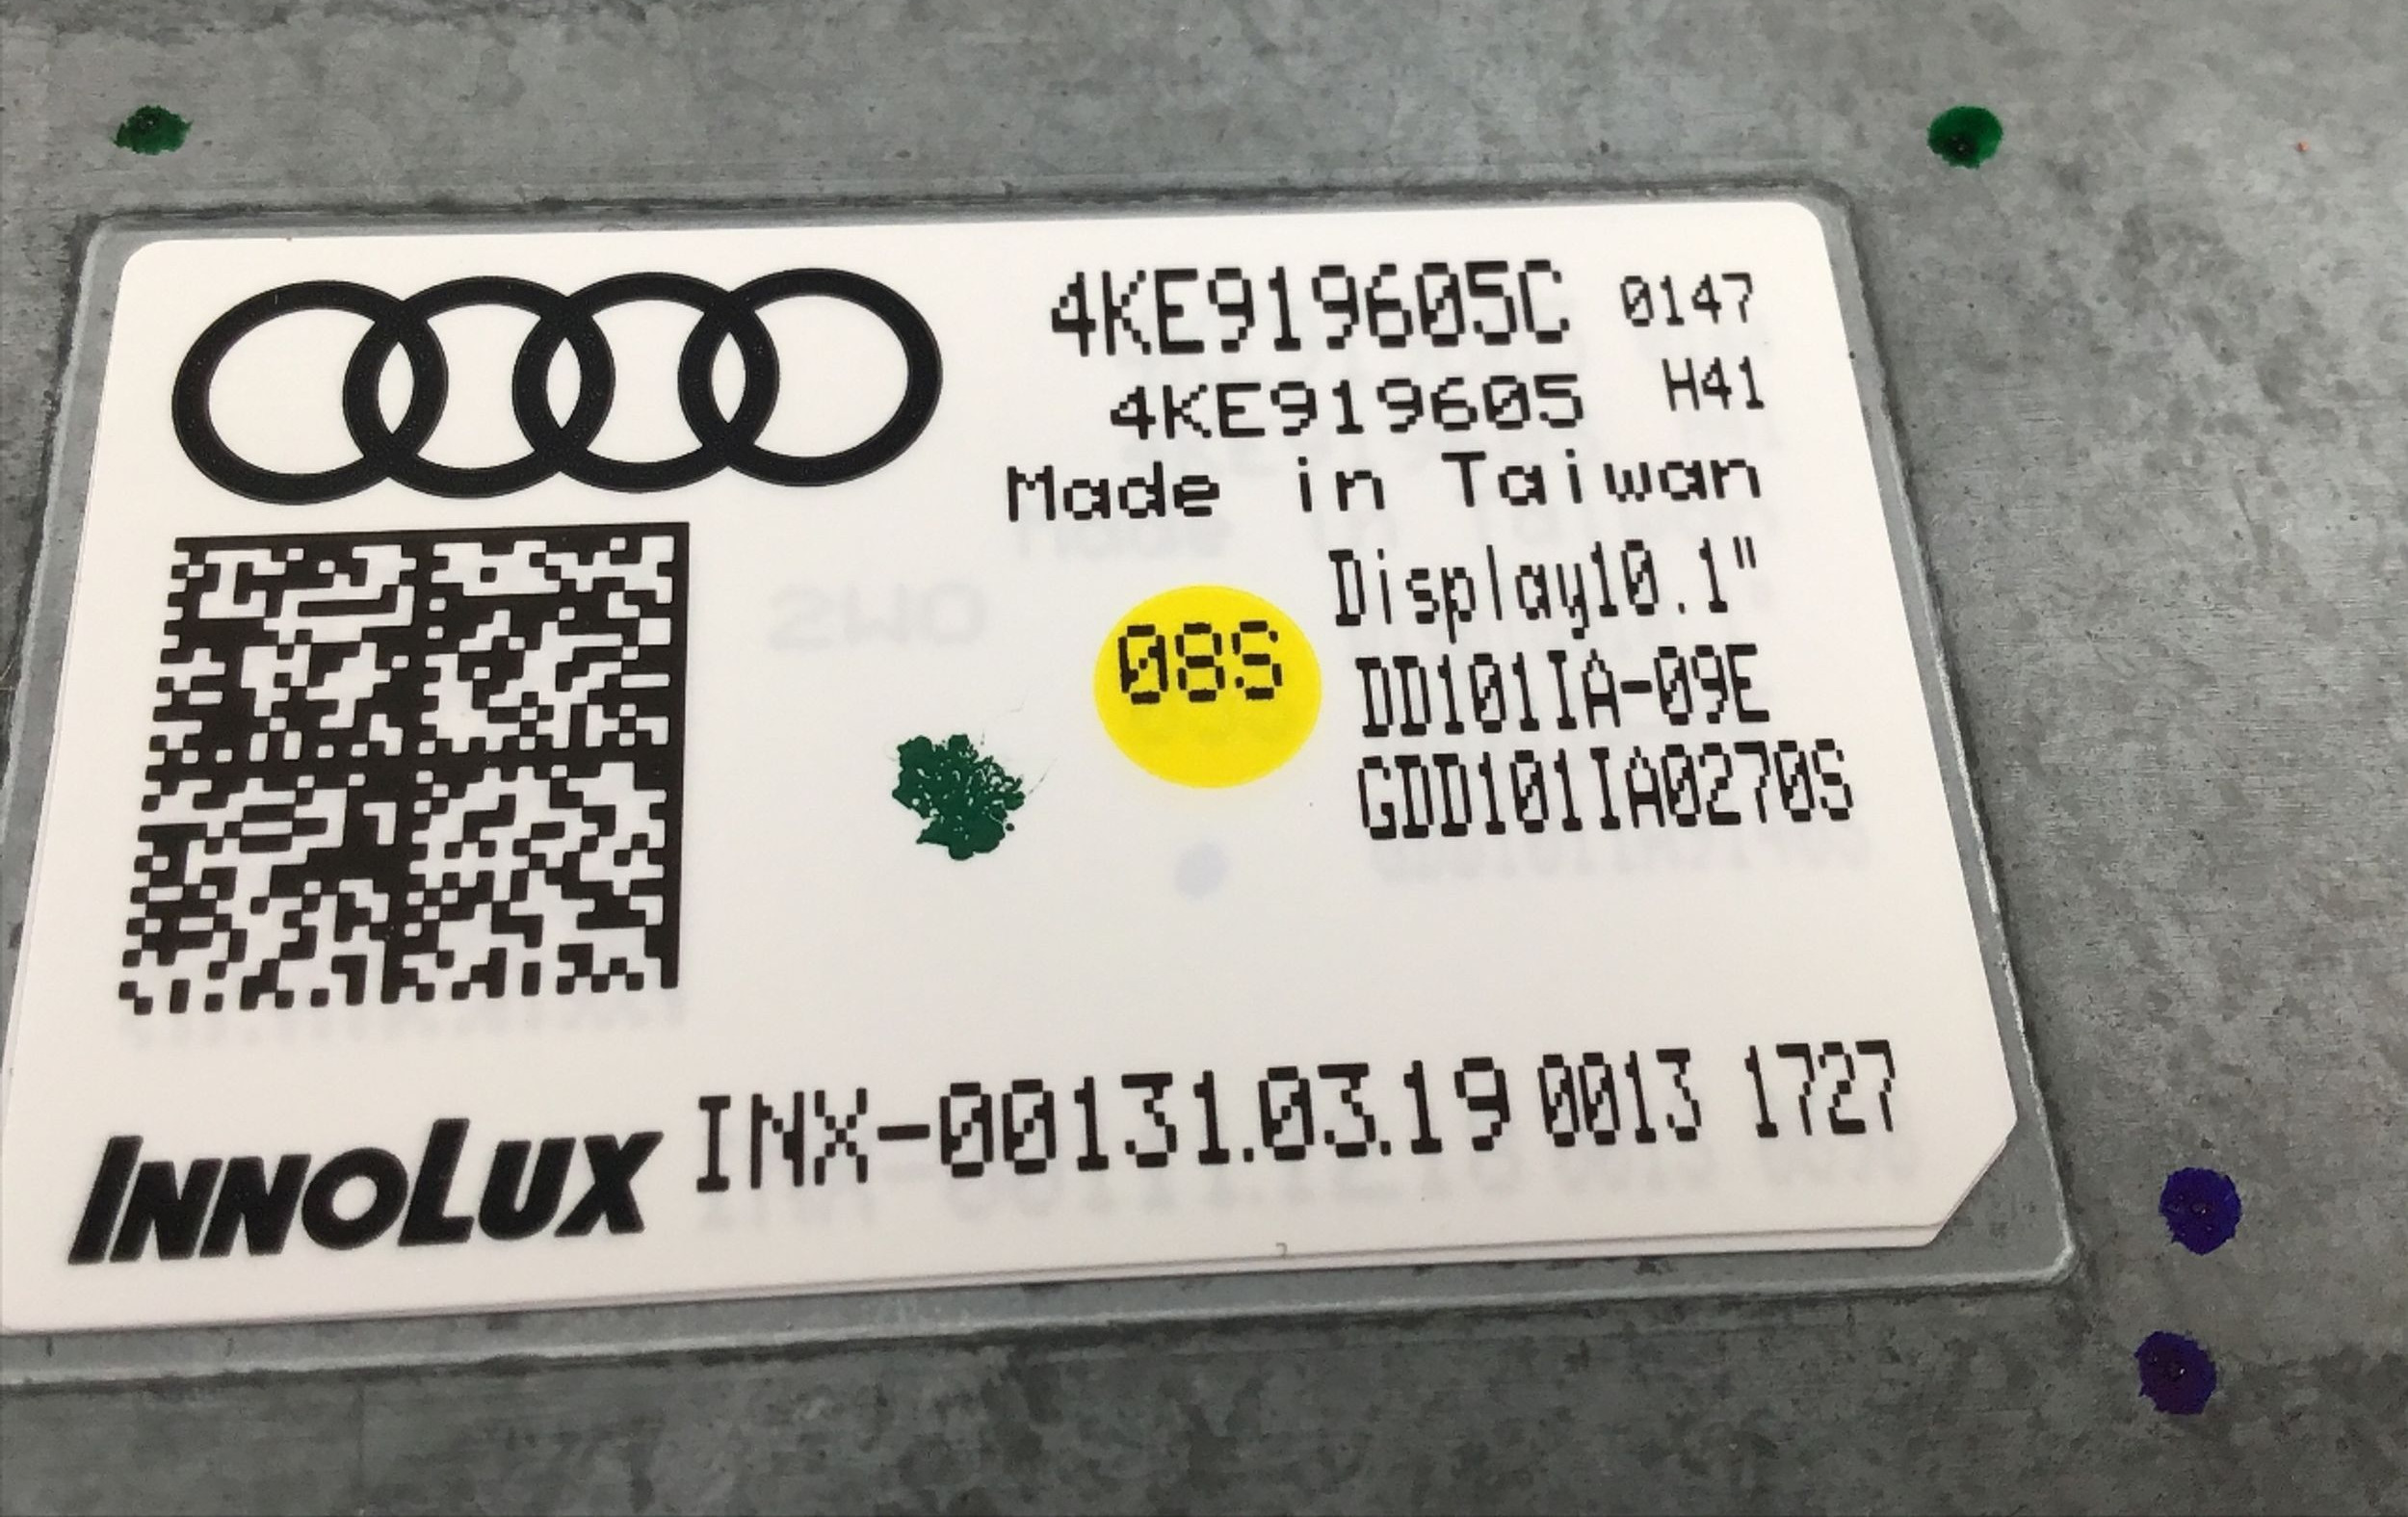 4KE919605C 0147
4KE919605 H41
Made in Taiwan
Display10.1"
08S
DD101IA-09E
GDD101IA0270S
INNOLUX INX-00131.03.19 0013 1727